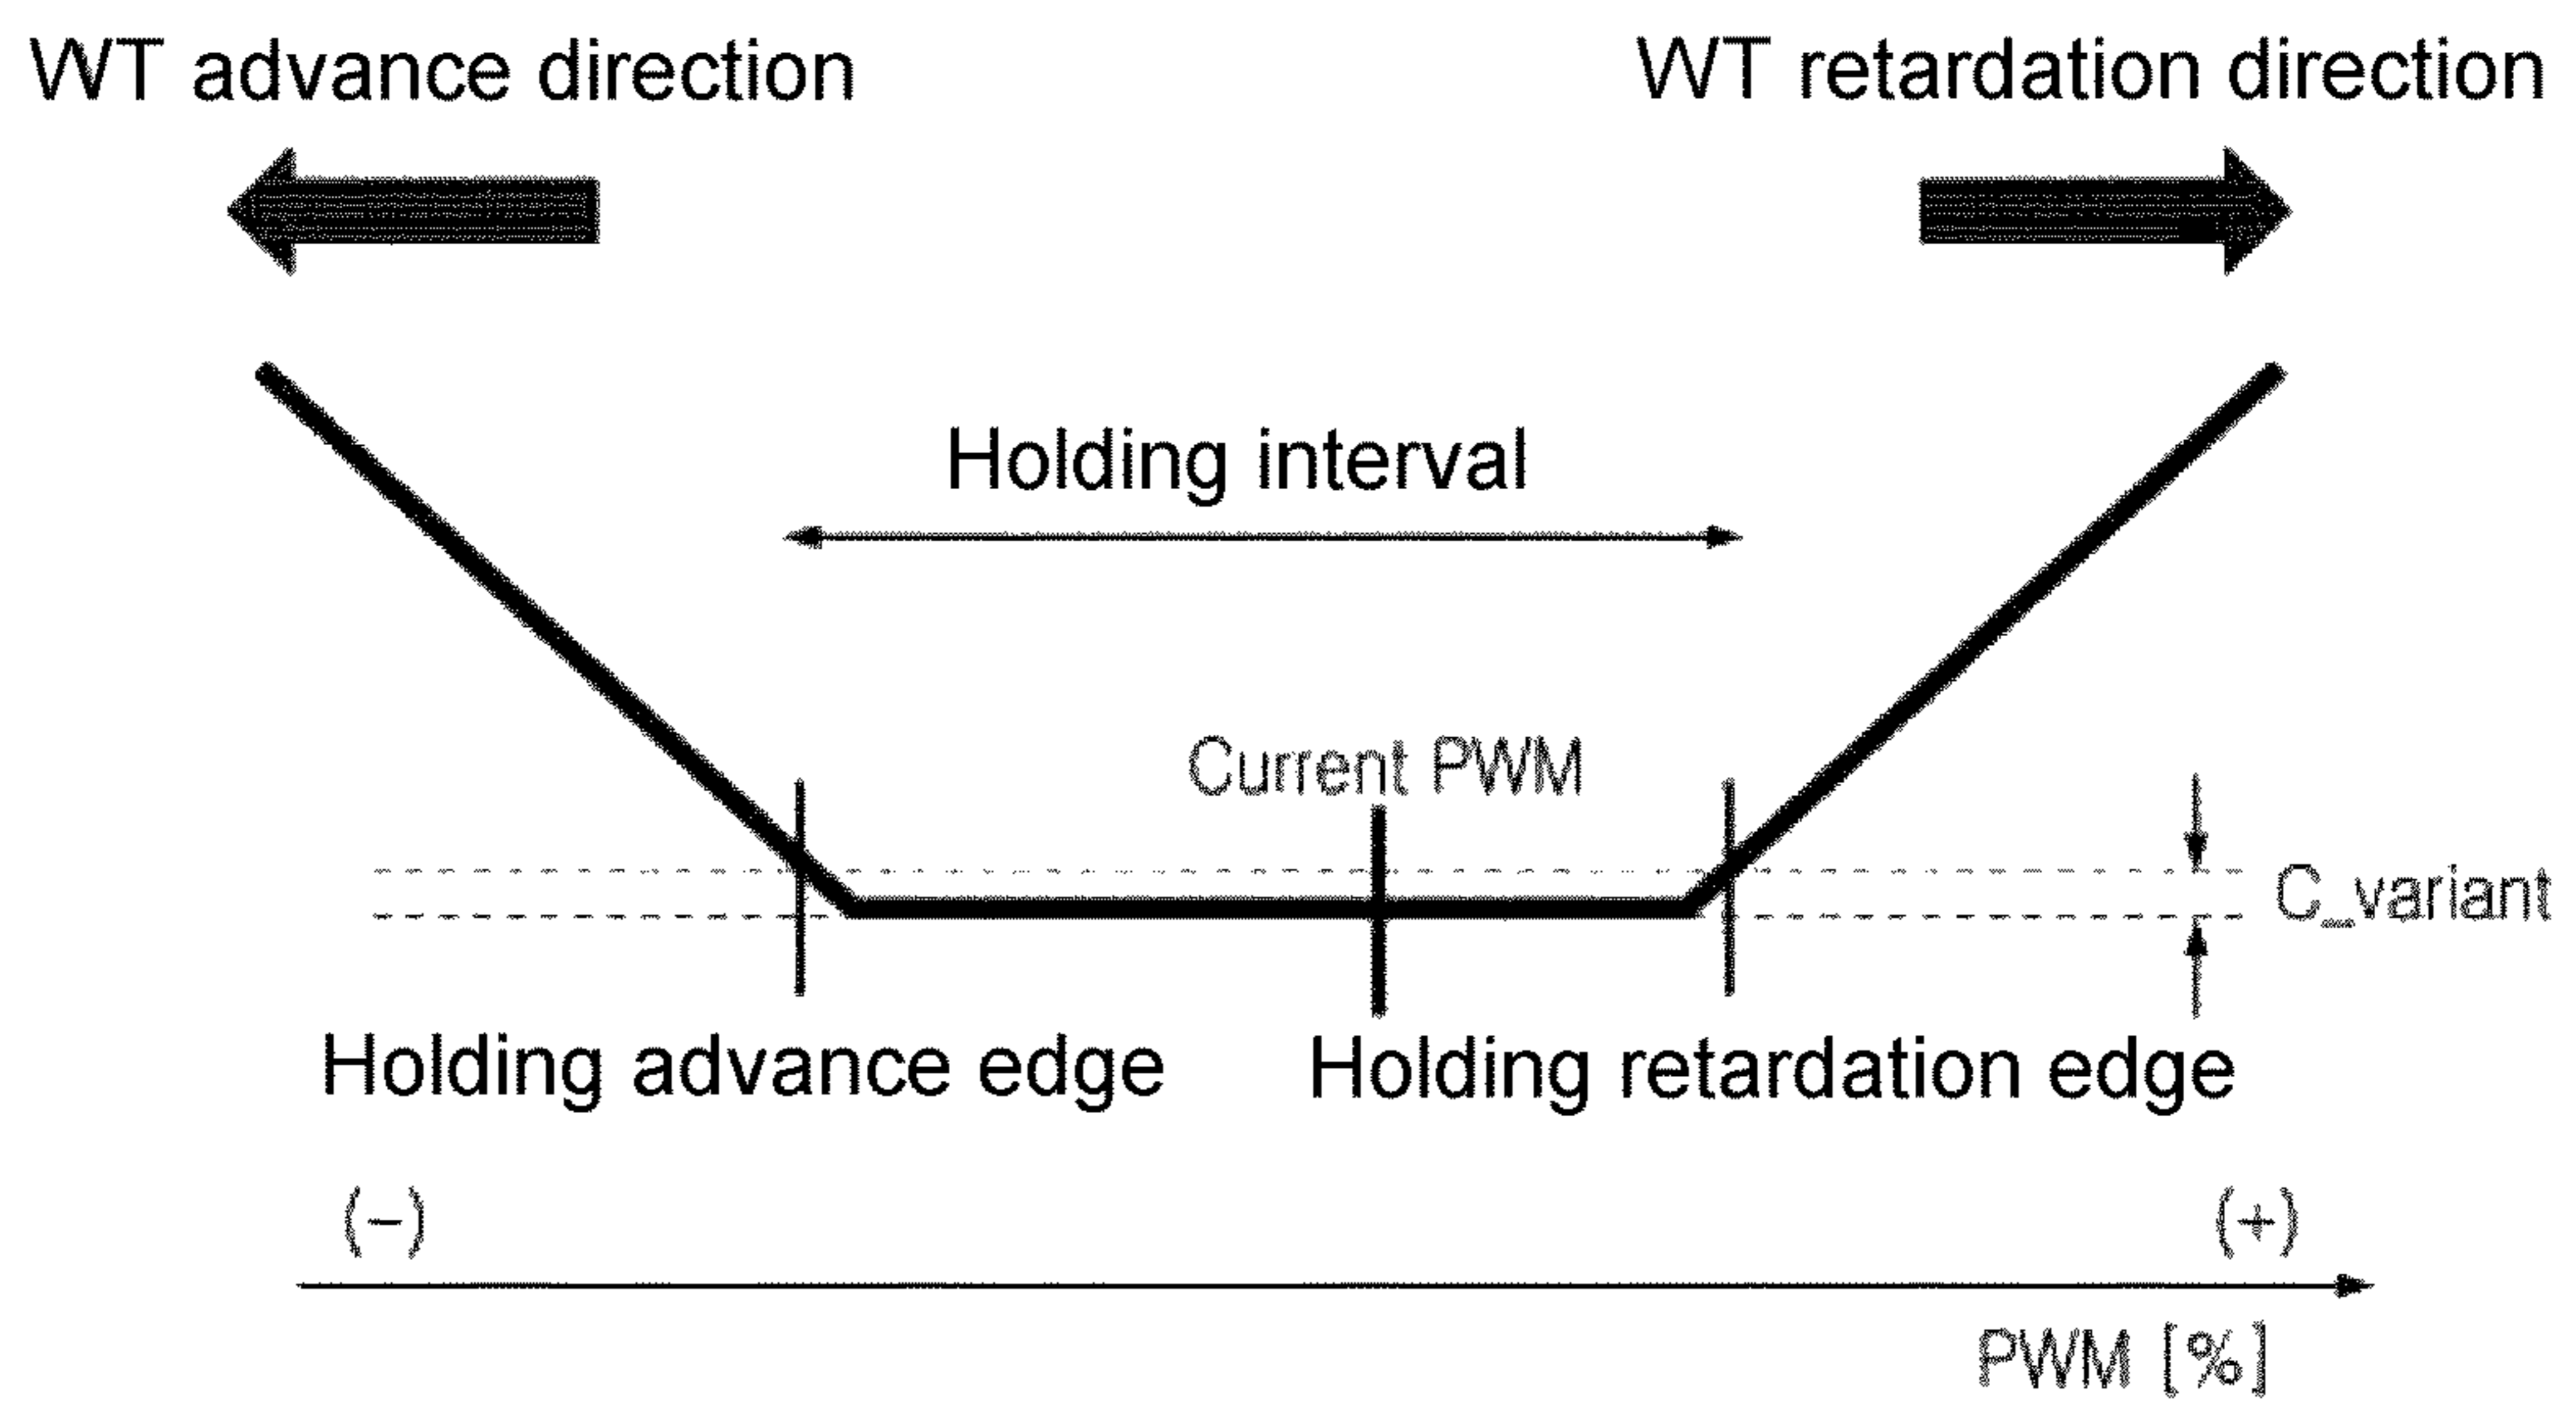 WT advance direction
WT retardation direction
Holding interval
Current PWM
C_variant
Holding advance edge
Holding retardation edge
(−)
(+)
PWM [%]